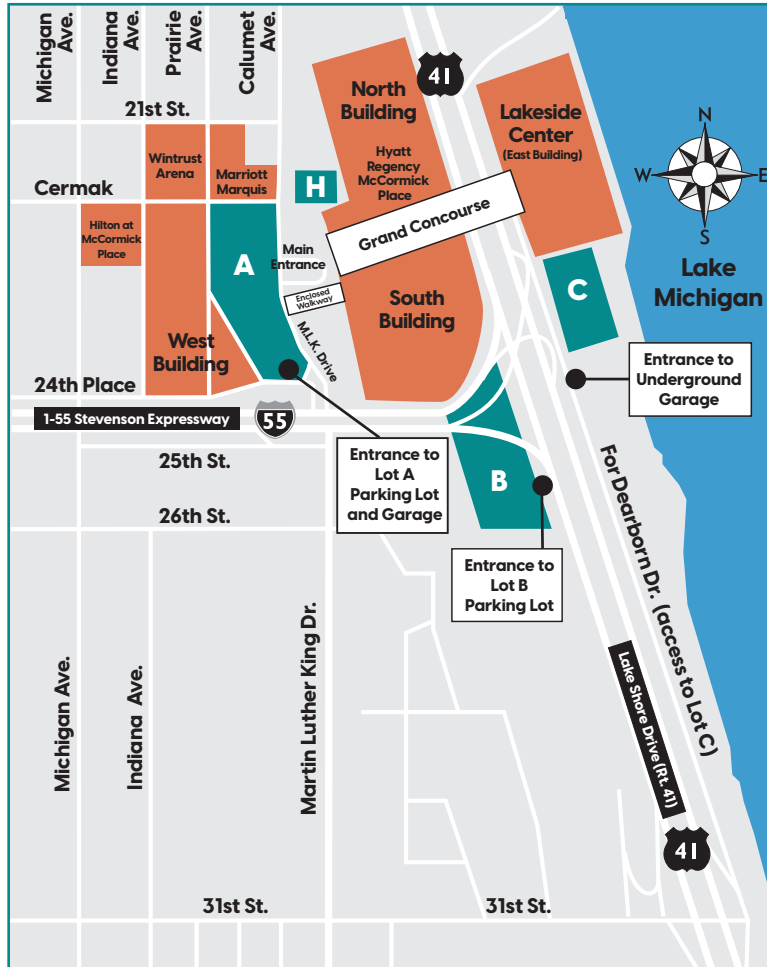 Michigan
Ave.
Indiana
Ave.
Prairie
Ave.
Calumet
Ave.
41
North
Building
Lakeside
Center
(East Building)
21st St.
Wintrust
Arena
Marriott
Marquis
Hyatt
Regency
McCormick
Place
H
Cermak
N
W
E
S
Hilton at
McCormick
Place
A
Main
Entrance
Grand Concourse
Enclosed
Walkway
C
Lake
Michigan
South
Building
West
Building
M.L.K. Drive
24th Place
Entrance to
Underground
Garage
1-55 Stevenson Expressway
55
25th St.
Entrance to
Lot A
Parking Lot
and Garage
B
26th St.
Entrance to
Lot B
Parking Lot
For Dearborn Dr. (access to Lot C)
Michigan Ave.
Indiana Ave.
Martin Luther King Dr.
Lake Shore Drive (Rt. 41)
41
31st St.
31st St.